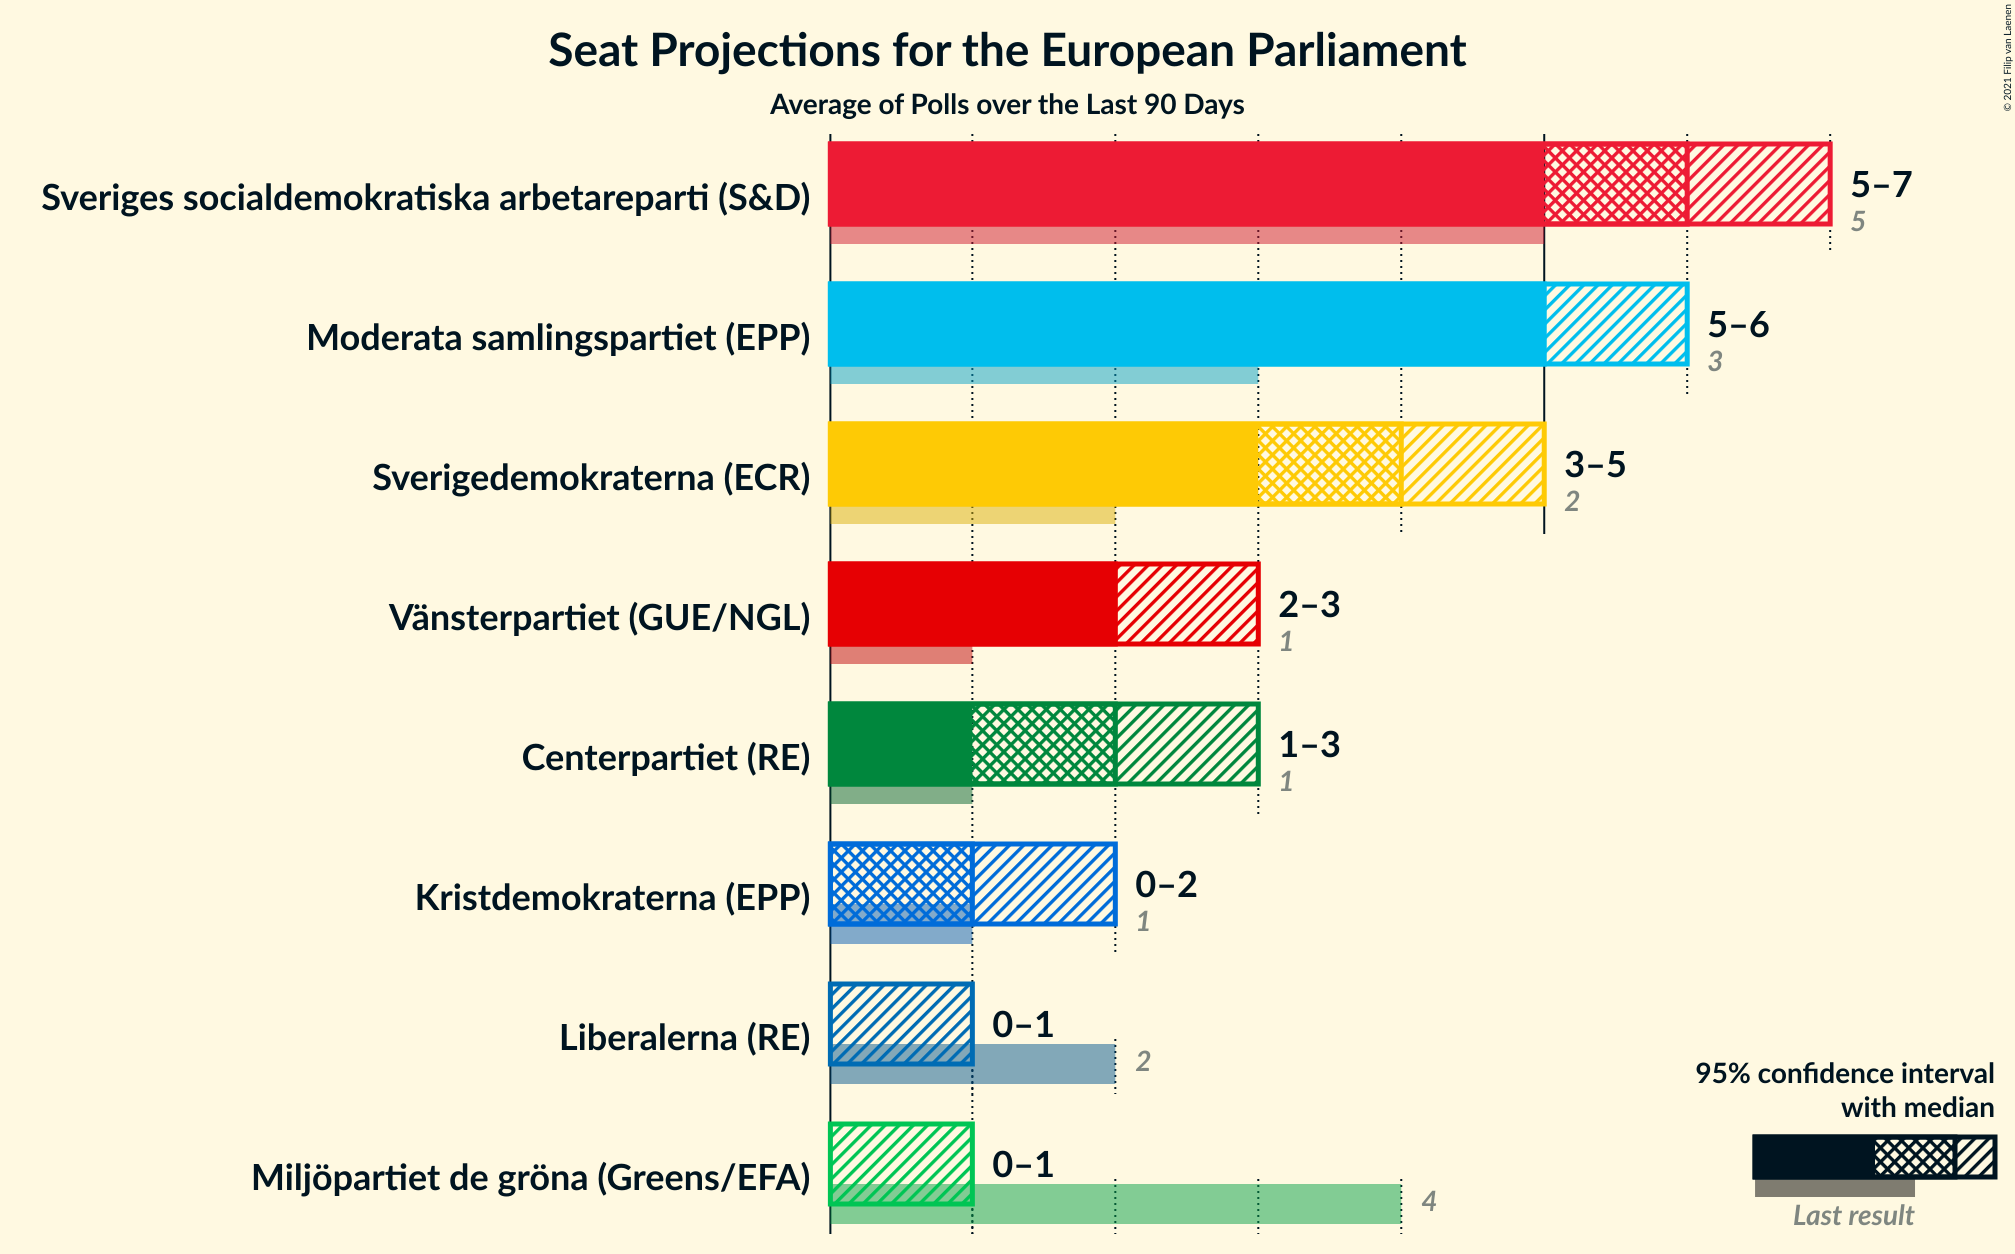 Seat Projections for the European Parliament
Average of Polls over the Last 90 Days
© 2021 Filip van Laenen
Sveriges socialdemokratiska arbetareparti (S&D)
5–7
5
Moderata samlingspartiet (EPP)
5–6
3
Sverigedemokraterna (ECR)
3–5
2
Vänsterpartiet (GUE/NGL)
2–3
1
Centerpartiet (RE)
1–3
1
Kristdemokraterna (EPP)
0–2
1
Liberalerna (RE)
0–1
2
Miljöpartiet de gröna (Greens/EFA)
0–1
4
95% confidence interval
with median
Last result